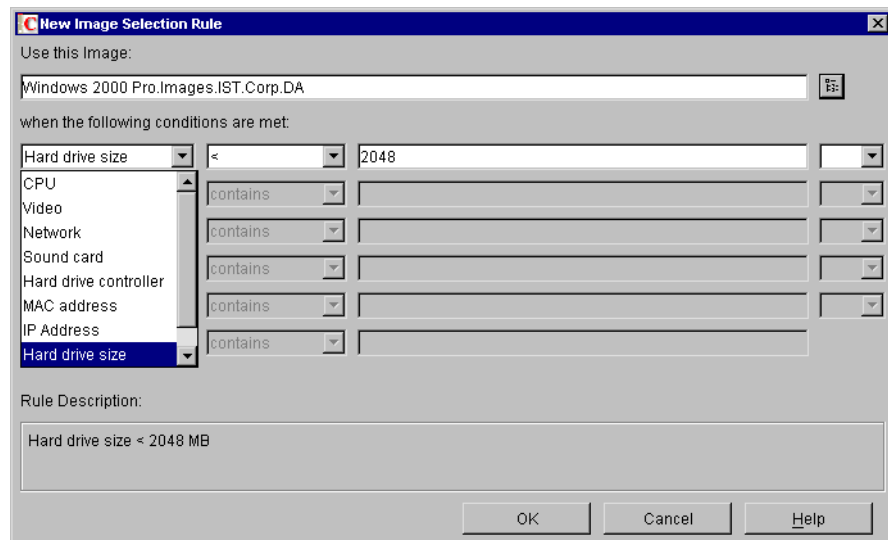 New Image Selection Rule
Use this Image:
Windows 2000 Pro.Images.IST.Corp.DA
when the following conditions are met:
Hard drive size < 2048
CPU
Video contains
Network contains
Sound card contains
Hard drive controller
MAC address contains
IP Address
Hard drive size contains
Rule Description:
Hard drive size < 2048 MB
OK Cancel Help